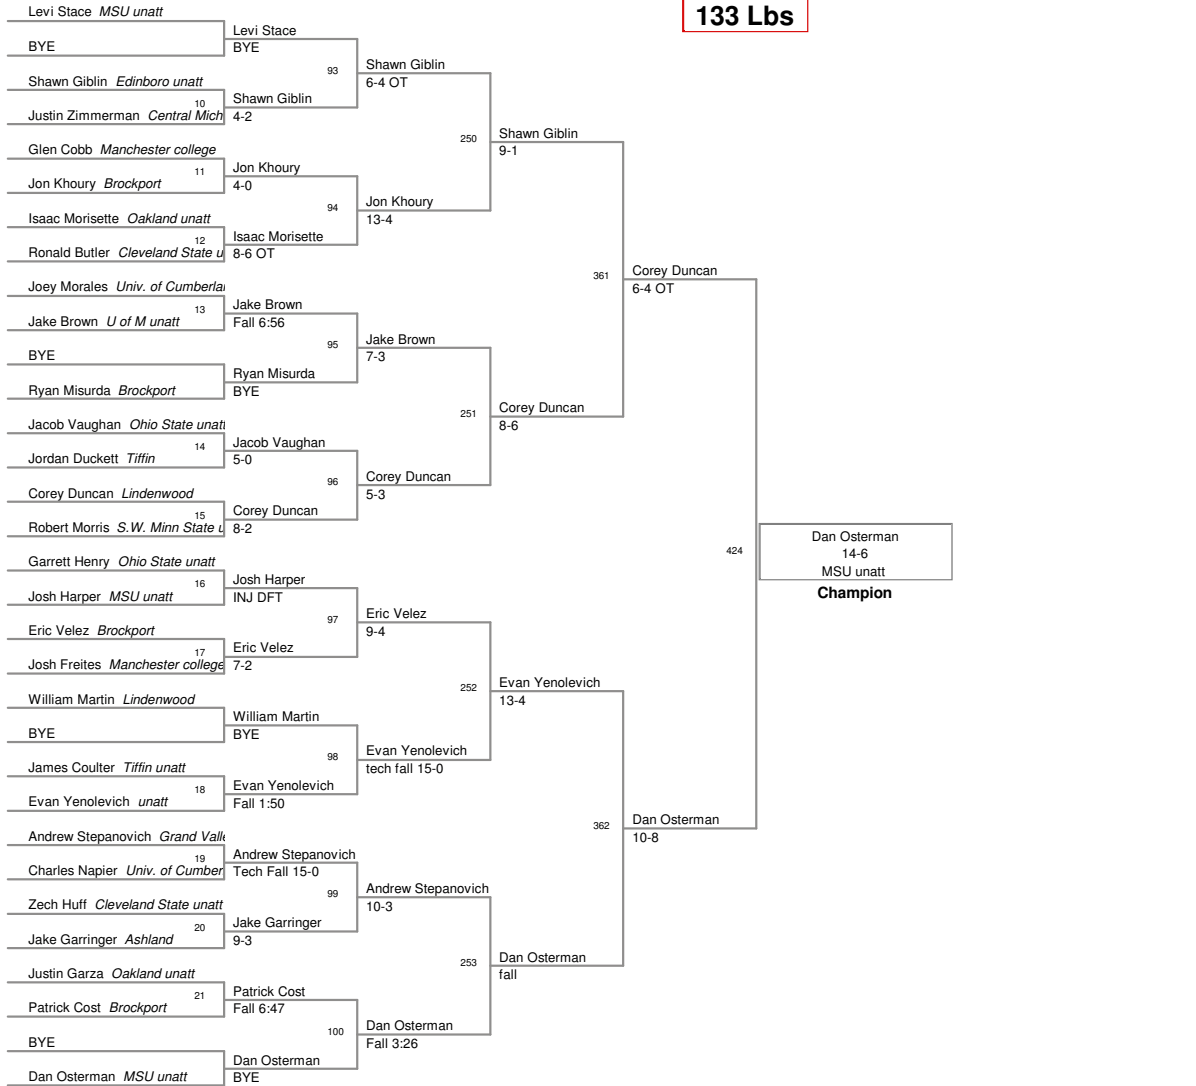 133 Lbs
Levi Stace MSU unatt
BYE
Shawn Giblin Edinboro unatt
10
Justin Zimmerman Central Mich
Glen Cobb Manchester college
11
Jon Khoury Brockport
Isaac Morisette Oakland unatt
12
Ronald Butler Cleveland State u
Joey Morales Univ. of Cumberla
13
Jake Brown U of M unatt
BYE
Ryan Misurda Brockport
Jacob Vaughan Ohio State unatt
14
Jordan Duckett Tiffin
Corey Duncan Lindenwood
15
Robert Morris S.W. Minn State u
Garrett Henry Ohio State unatt
16
Josh Harper MSU unatt
Eric Velez Brockport
17
Josh Freites Manchester college
William Martin Lindenwood
BYE
James Coulter Tiffin unatt
18
Evan Yenolevich unatt
Andrew Stepanovich Grand Valle
19
Charles Napier Univ. of Cumber
Zech Huff Cleveland State unatt
20
Jake Garringer Ashland
Justin Garza Oakland unatt
21
Patrick Cost Brockport
BYE
Dan Osterman MSU unatt
Levi Stace
BYE
93
Shawn Giblin
4-2
Jon Khoury
4-0
94
Isaac Morisette
8-6 OT
Jake Brown
Fall 6:56
95
Ryan Misurda
BYE
Jacob Vaughan
5-0
96
Corey Duncan
8-2
Josh Harper
INJ DFT
97
Eric Velez
7-2
William Martin
BYE
98
Evan Yenolevich
Fall 1:50
Andrew Stepanovich
Tech Fall 15-0
99
Jake Garringer
9-3
Patrick Cost
Fall 6:47
100
Dan Osterman
BYE
Shawn Giblin
6-4 OT
250
Jon Khoury
13-4
Jake Brown
7-3
251
Corey Duncan
5-3
Eric Velez
9-4
252
Evan Yenolevich
tech fall 15-0
Andrew Stepanovich
10-3
253
Dan Osterman
Fall 3:26
Shawn Giblin
9-1
361
Corey Duncan
8-6
Evan Yenolevich
13-4
362
Dan Osterman
fall
Corey Duncan
6-4 OT
424
Dan Osterman
10-8
Dan Osterman
14-6
MSU unatt
Champion